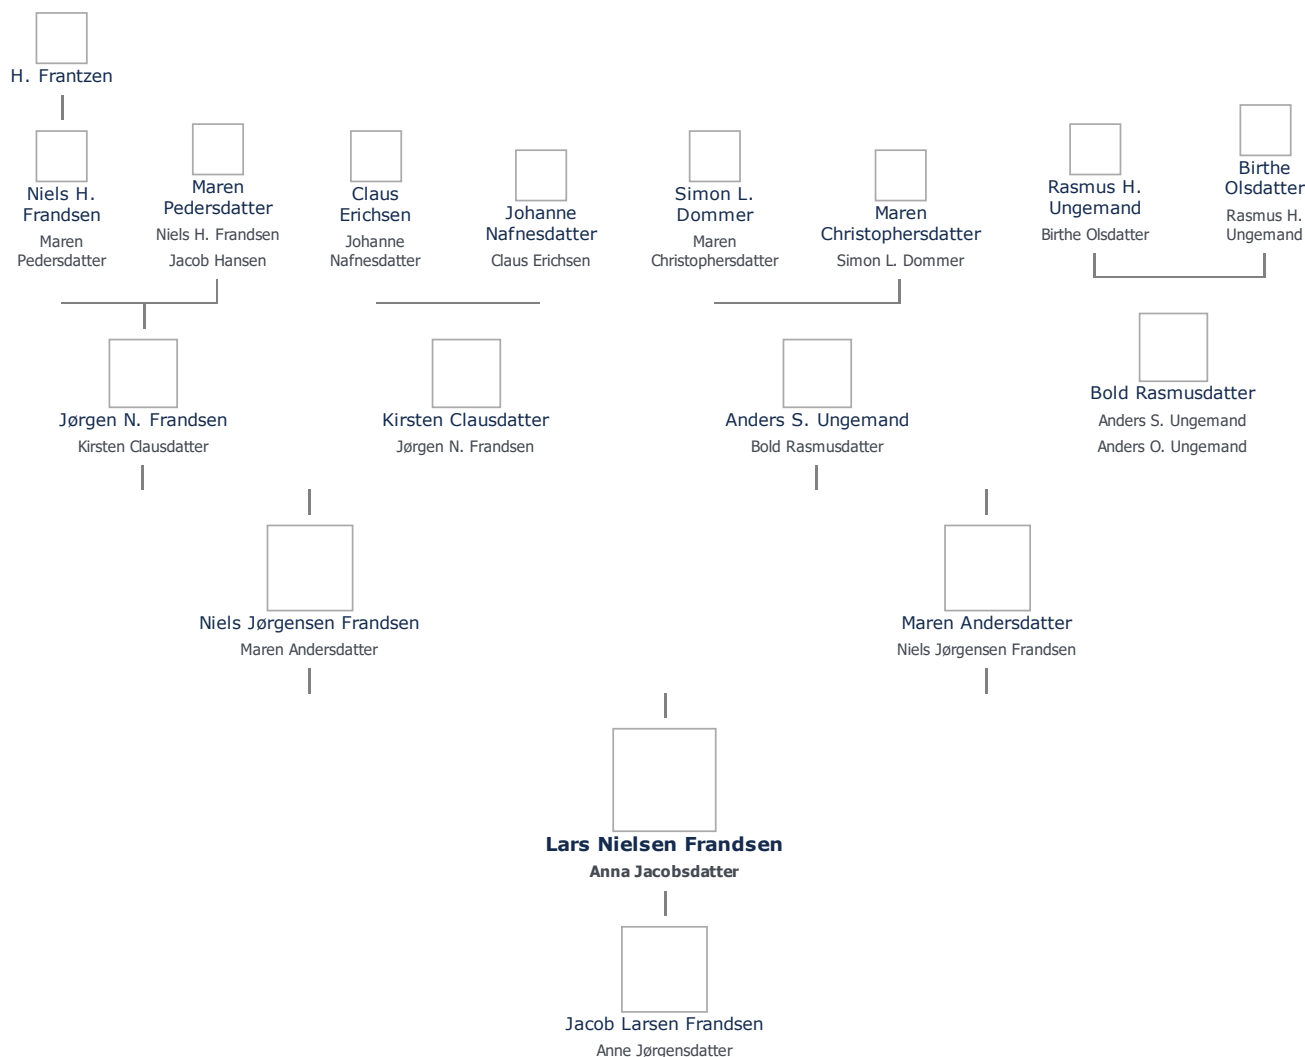 H. Frantzen
Niels H.
Frandsen
Maren
Pedersdatter
Maren
Pedersdatter
Niels H. Frandsen
Jacob Hansen
Claus
Erichsen
Johanne
Nafnesdatter
Johanne
Nafnesdatter
Claus Erichsen
Simon L.
Dommer
Maren
Christophersdatter
Maren
Christophersdatter
Simon L. Dommer
Rasmus H.
Ungemand
Birthe Olsdatter
Birthe
Olsdatter
Rasmus H.
Ungemand
Jørgen N. Frandsen
Kirsten Clausdatter
Kirsten Clausdatter
Jørgen N. Frandsen
Anders S. Ungemand
Bold Rasmusdatter
Bold Rasmusdatter
Anders S. Ungemand
Anders O. Ungemand
Niels Jørgensen Frandsen
Maren Andersdatter
Maren Andersdatter
Niels Jørgensen Frandsen
Lars Nielsen Frandsen
Anna Jacobsdatter
Jacob Larsen Frandsen
Anne Jørgensdatter